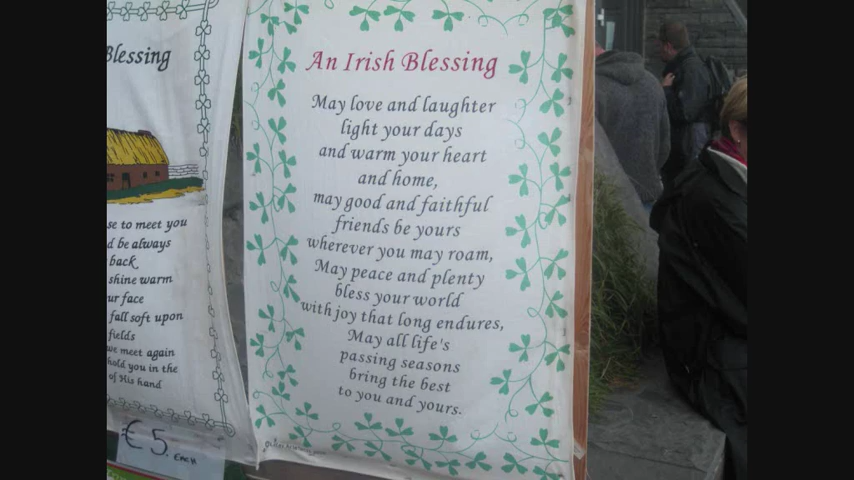 Blessing
se to meet you
d be always
back
shine warm
ur face
fall soft upon
fields
we meet again
hold you in the
of His hand
€5.
EACH
An Irish Blessing
May love and laughter
light your days
and warm your heart
and home,
may good and faithful
friends be yours
wherever you may roam,
May peace and plenty
bless your world
with joy that long endures,
May all life's
passing seasons
bring the best
to you and yours.